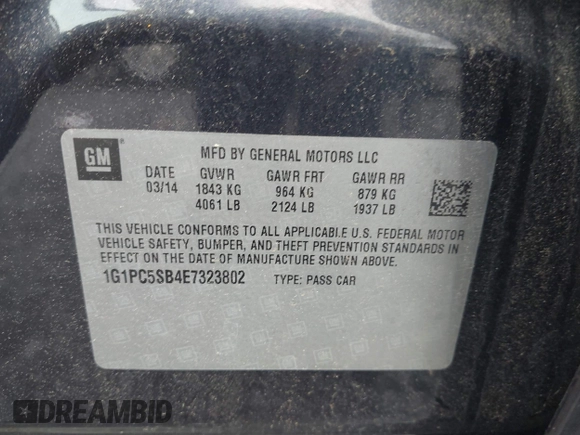 GM
MFD BY GENERAL MOTORS LLC
DATE GVWR GAWR FRT GAWR RR
03/14 1843 KG 964 KG 879 KG
4061 LB 2124 LB 1937 LB
THIS VEHICLE CONFORMS TO ALL APPLICABLE U.S. FEDERAL MOTOR
VEHICLE SAFETY, BUMPER, AND THEFT PREVENTION STANDARDS IN
EFFECT ON THE DATE OF MANUFACTURE SHOWN ABOVE.
1G1PC5SB4E7323802 TYPE: PASS CAR
DREAMBID